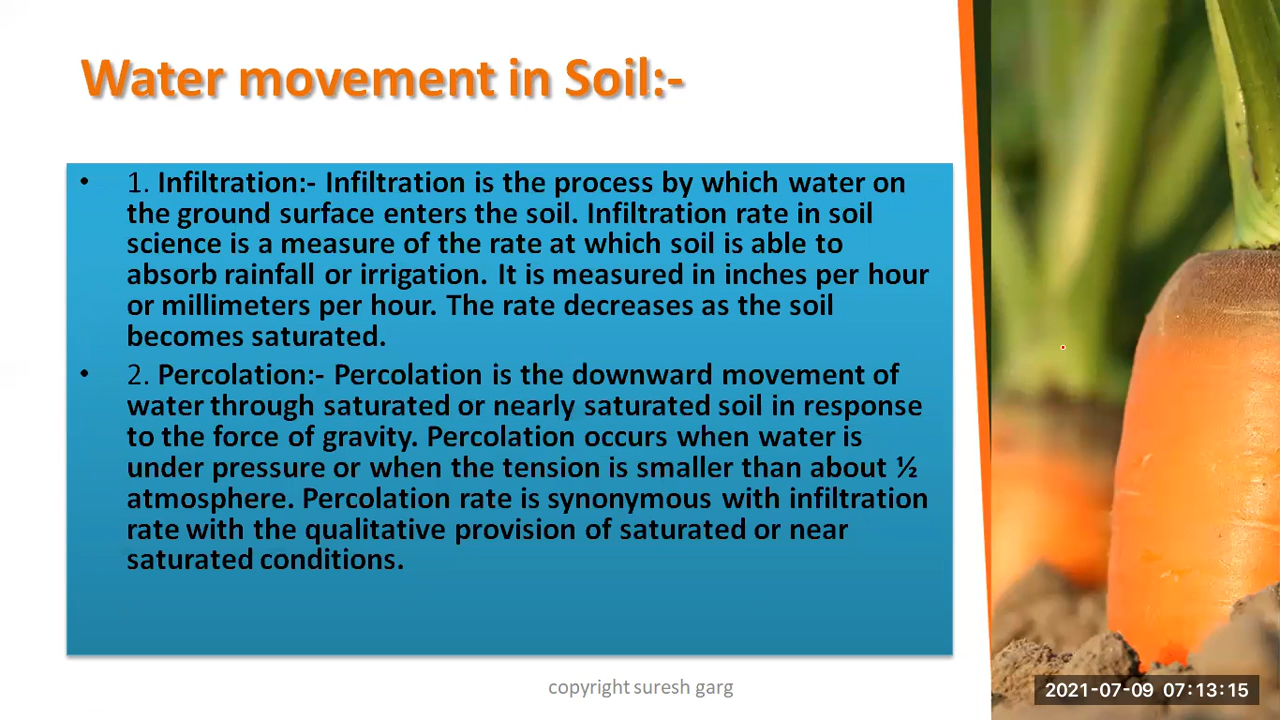 Water movement in Soil:-
• 1. Infiltration:- Infiltration is the process by which water on
the ground surface enters the soil. Infiltration rate in soil
science is a measure of the rate at which soil is able to
absorb rainfall or irrigation. It is measured in inches per hour
or millimeters per hour. The rate decreases as the soil
becomes saturated.
• 2. Percolation:- Percolation is the downward movement of
water through saturated or nearly saturated soil in response
to the force of gravity. Percolation occurs when water is
under pressure or when the tension is smaller than about ½
atmosphere. Percolation rate is synonymous with infiltration
rate with the qualitative provision of saturated or near
saturated conditions.
copyright suresh garg
2021-07-09 07:13:15